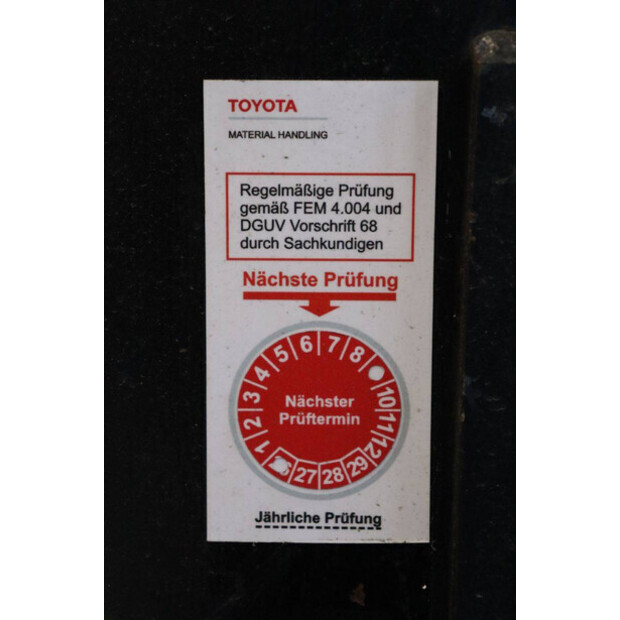 TOYOTA
MATERIAL HANDLING
Regelmäßige Prüfung
gemäß FEM 4.004 und
DGUV Vorschrift 68
durch Sachkundigen
Nächste Prüfung
1 2 3 4 5 6 7 8 10 11 12
Nächster
Prüftermin
27 28 29
Jährliche Prüfung